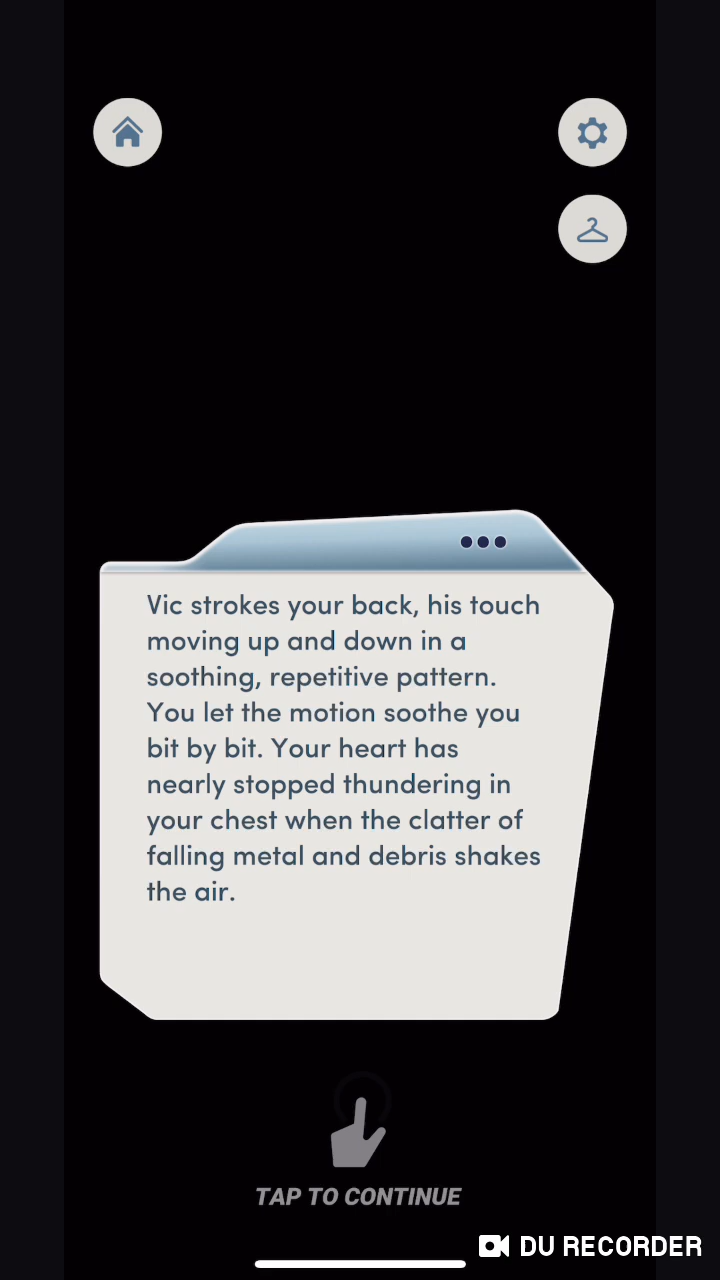 Vic strokes your back, his touch
moving up and down in a
soothing, repetitive pattern.
You let the motion soothe you
bit by bit. Your heart has
nearly stopped thundering in
your chest when the clatter of
falling metal and debris shakes
the air.
TAP TO CONTINUE
DU RECORDER